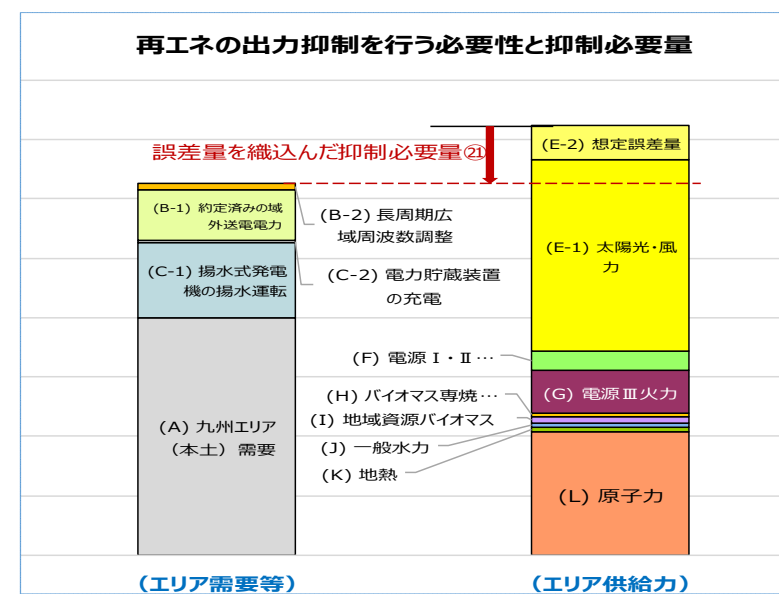 再エネの出力抑制を行う必要性と抑制必要量
誤差量を織込んだ抑制必要量㉑
(B-1) 約定済みの域
外送電電力
(C-1) 揚水式発電
機の揚水運転
(A) 九州エリア
(本土) 需要
(B-2) 長周期広
域周波数調整
(C-2) 電力貯蔵装置
の充電
(F) 電源Ⅰ・Ⅱ…
(H) バイオマス専焼…
(I) 地域資源バイオマス
(J) 一般水力
(K) 地熱
(E-2) 想定誤差量
(E-1) 太陽光・風
力
(G) 電源Ⅲ火力
(L) 原子力
(エリア需要等)
(エリア供給力)